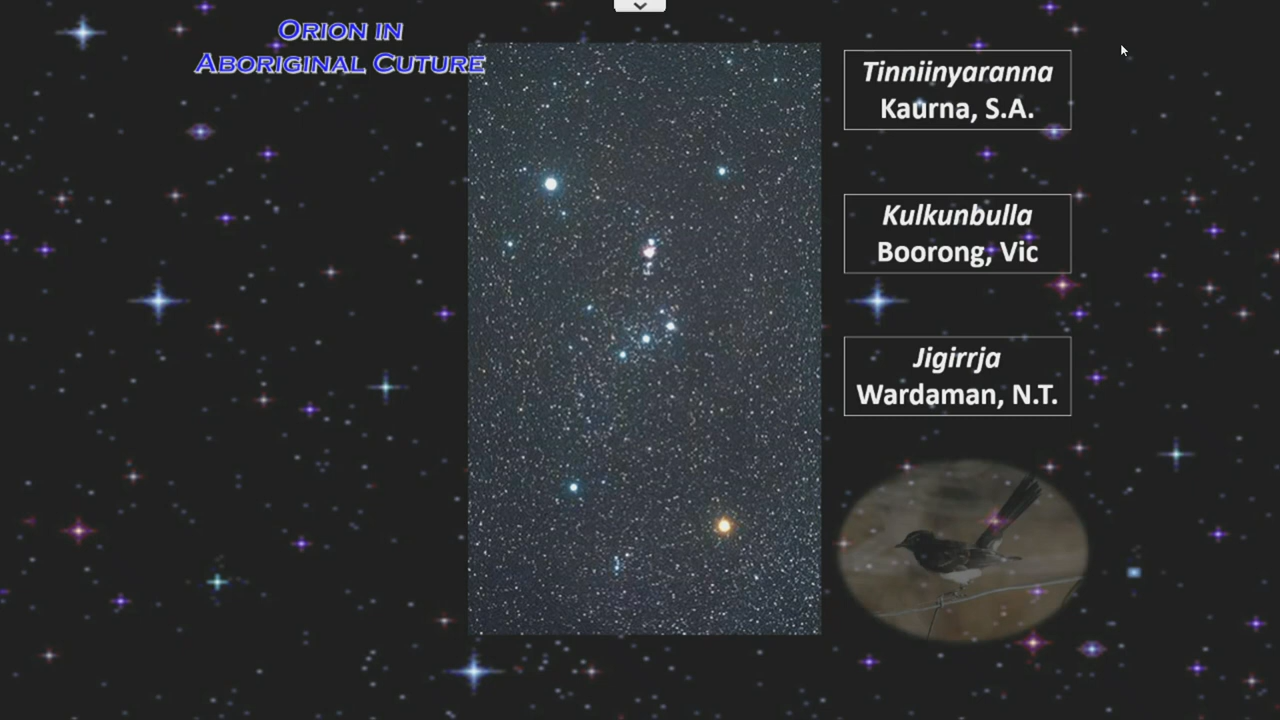 Orion in
Aboriginal Cuture
Tinniinyaranna
Kaurna, S.A.
Kulkunbulla
Boorong, Vic
Jigirrja
Wardaman, N.T.